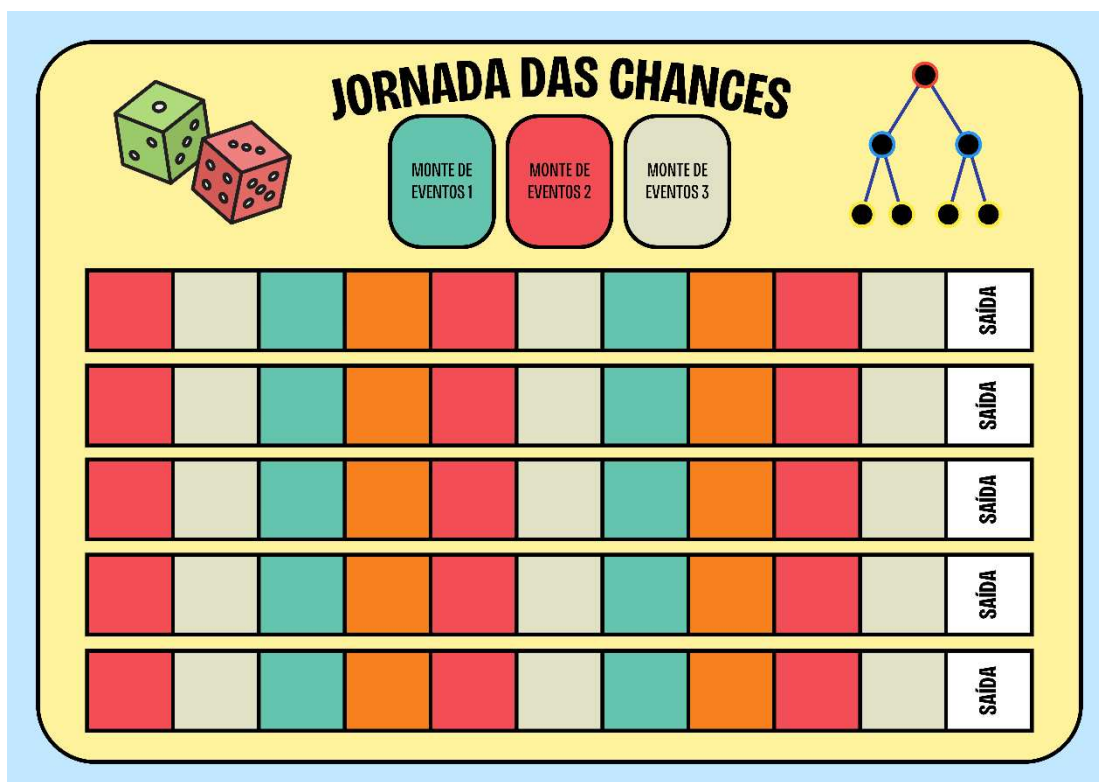 JORNADA DAS CHANCES
MONTE DE
EVENTOS 1
MONTE DE
EVENTOS 2
MONTE DE
EVENTOS 3
SAÍDA
SAÍDA
SAÍDA
SAÍDA
SAÍDA